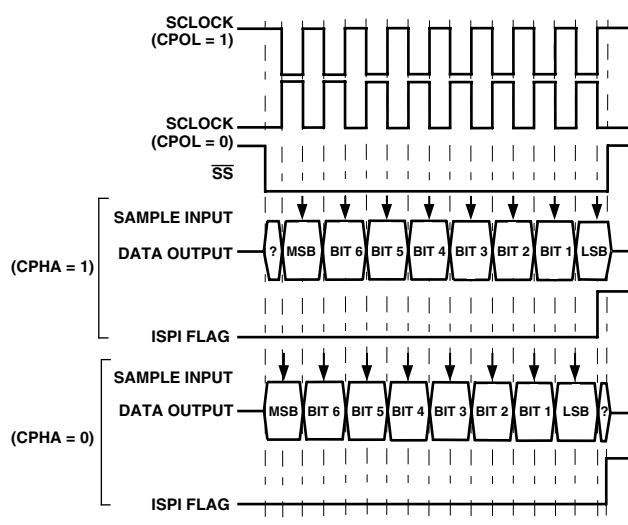 SCLOCK
(CPOL = 1)
SCLOCK
(CPOL = 0)
SS
(CPHA = 1)
SAMPLE INPUT
DATA OUTPUT
? MSB BIT 6 BIT 5 BIT 4 BIT 3 BIT 2 BIT 1 LSB
ISPI FLAG
(CPHA = 0)
SAMPLE INPUT
DATA OUTPUT
MSB BIT 6 BIT 5 BIT 4 BIT 3 BIT 2 BIT 1 LSB ?
ISPI FLAG